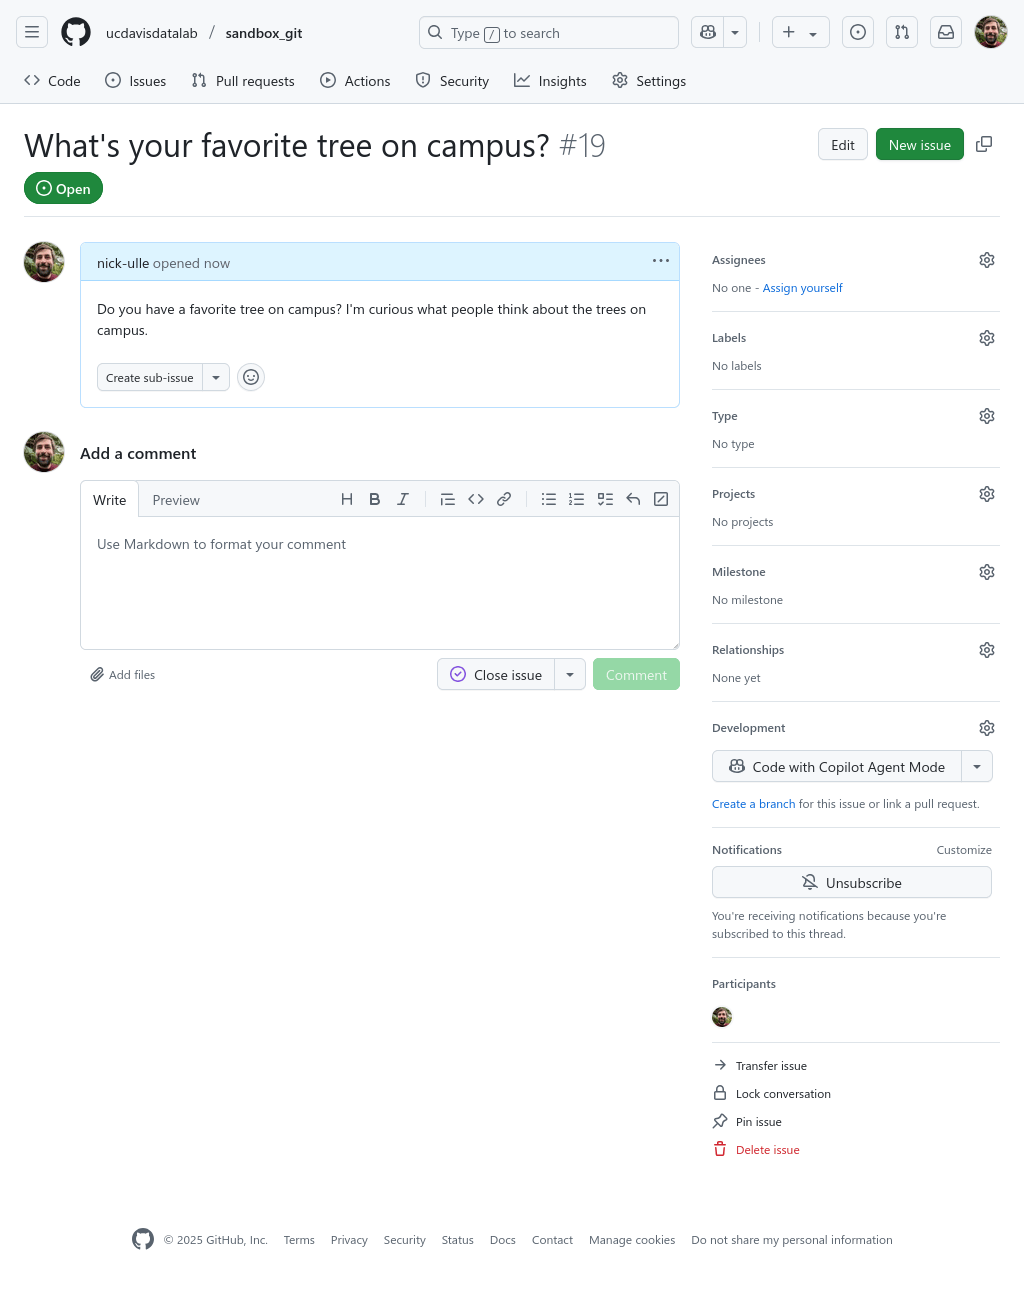 ucdavisdatalab / sandbox_git
Type / to search
Code Issues Pull requests Actions Security Insights Settings
What's your favorite tree on campus? #19
Edit New issue
Open
nick-ulle opened now
Do you have a favorite tree on campus? I'm curious what people think about the trees on
campus.
Create sub-issue
Add a comment
Write Preview
Use Markdown to format your comment
Add files
Close issue Comment
Assignees
No one - Assign yourself
Labels
No labels
Type
No type
Projects
No projects
Milestone
No milestone
Relationships
None yet
Development
Code with Copilot Agent Mode
Create a branch for this issue or link a pull request.
Notifications Customize
Unsubscribe
You're receiving notifications because you're
subscribed to this thread.
Participants
Transfer issue
Lock conversation
Pin issue
Delete issue
© 2025 GitHub, Inc. Terms Privacy Security Status Docs Contact Manage cookies Do not share my personal information